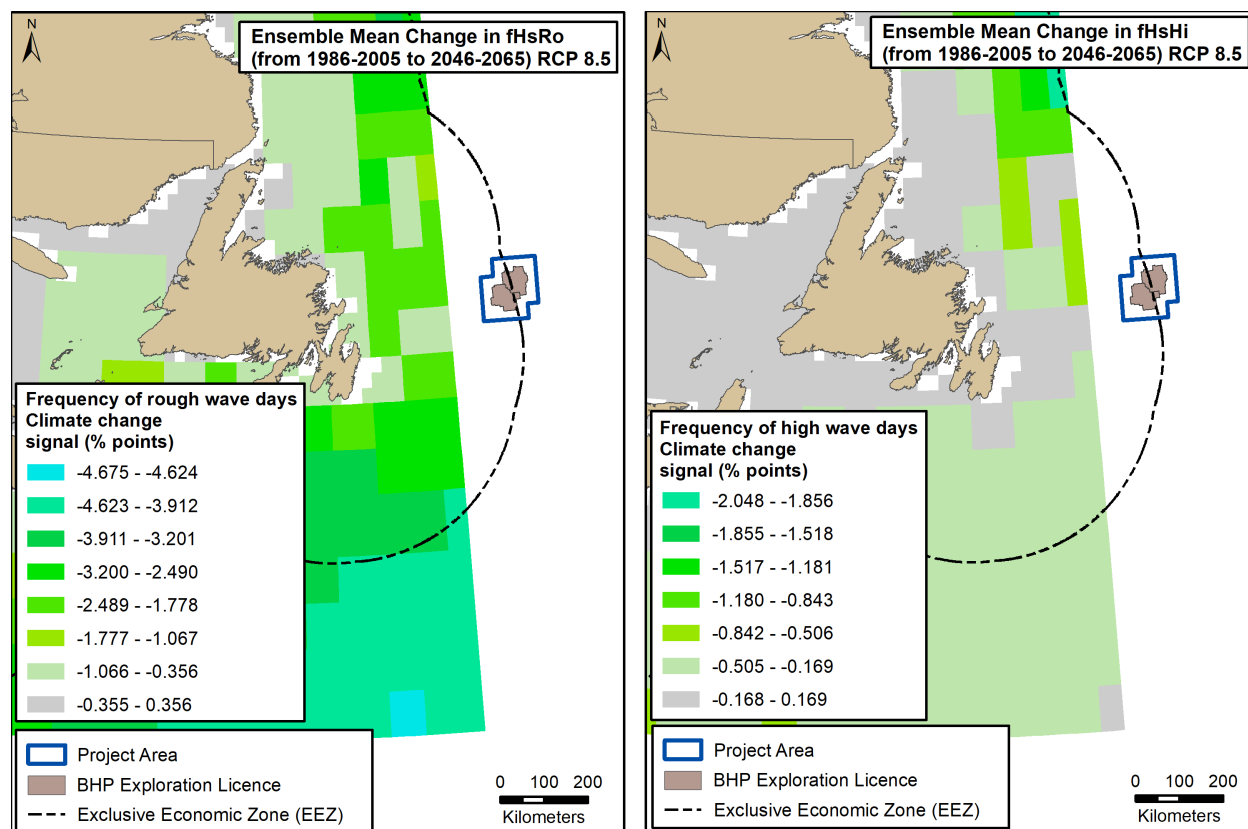 N
Ensemble Mean Change in fHsRo
(from 1986-2005 to 2046-2065) RCP 8.5
Frequency of rough wave days
Climate change
signal (% points)
-4.675 - -4.624
-4.623 - -3.912
-3.911 - -3.201
-3.200 - -2.490
-2.489 - -1.778
-1.777 - -1.067
-1.066 - -0.356
-0.355 - 0.356
Project Area
BHP Exploration Licence
Exclusive Economic Zone (EEZ)
0 100 200
Kilometers
N
Ensemble Mean Change in fHsHi
(from 1986-2005 to 2046-2065) RCP 8.5
Frequency of high wave days
Climate change
signal (% points)
-2.048 - -1.856
-1.855 - -1.518
-1.517 - -1.181
-1.180 - -0.843
-0.842 - -0.506
-0.505 - -0.169
-0.168 - 0.169
Project Area
BHP Exploration Licence
Exclusive Economic Zone (EEZ)
0 100 200
Kilometers